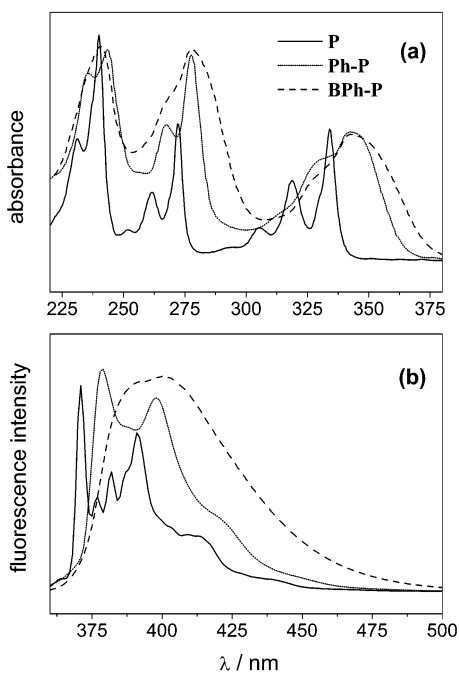 (a)
P
Ph-P
BPh-P
absorbance
225 250 275 300 325 350 375
(b)
fluorescence intensity
375 400 425 450 475 500
λ / nm